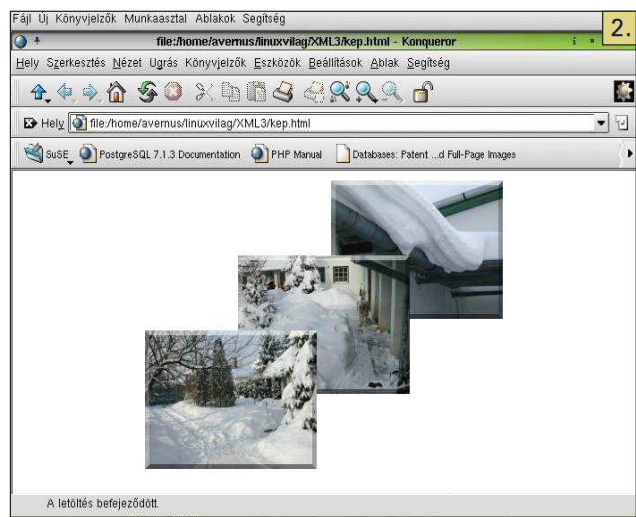 Fájl Új Könyvjelzők Munkaasztal Ablakok Segítség
2.
file:/home/avernus/linuxvilag/XML3/kep.html - Konqueror
Hely Szerkesztés Nézet Ugrás Könyvjelzők Eszközök Beállítások Ablak Segítség
Hely file:/home/avernus/linuxvilag/XML3/kep.html
SuSE PostgreSQL 7.1.3 Documentation PHP Manual Databases: Patent ...d Full-Page Images
A letöltés befejeződött.